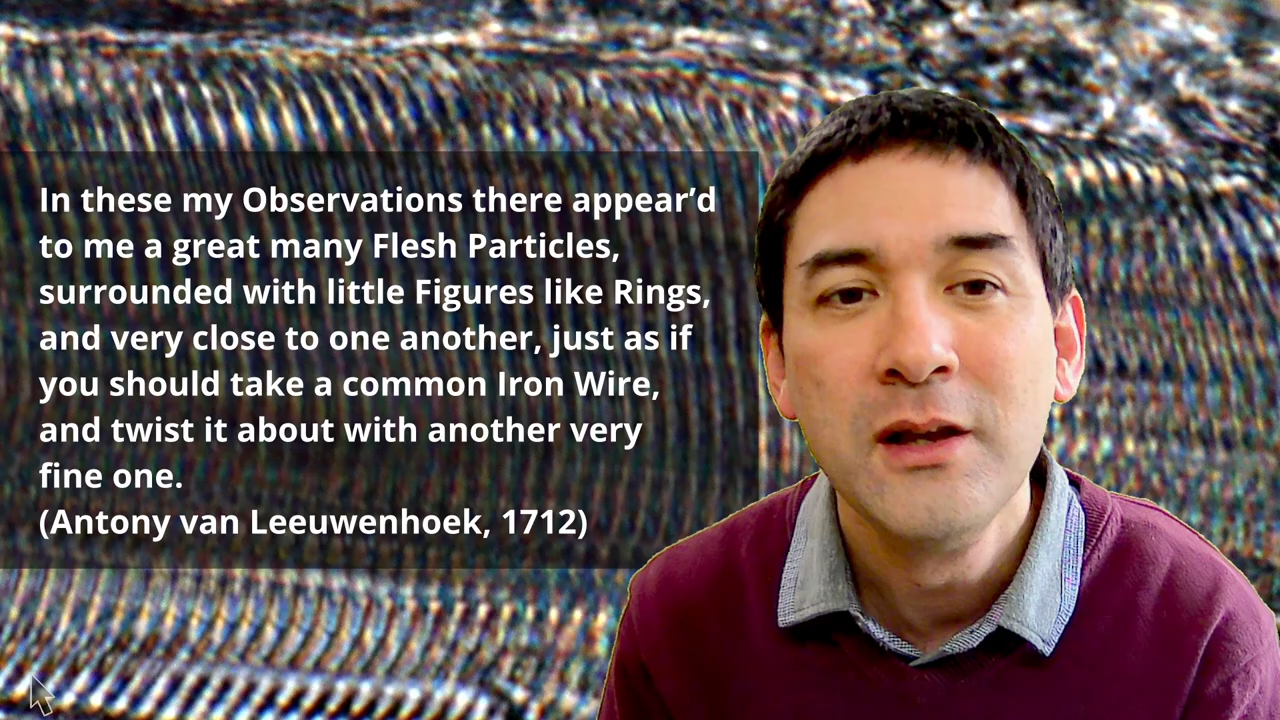 In these my Observations there appear’d
to me a great many Flesh Particles,
surrounded with little Figures like Rings,
and very close to one another, just as if
you should take a common Iron Wire,
and twist it about with another very
fine one.
(Antony van Leeuwenhoek, 1712)